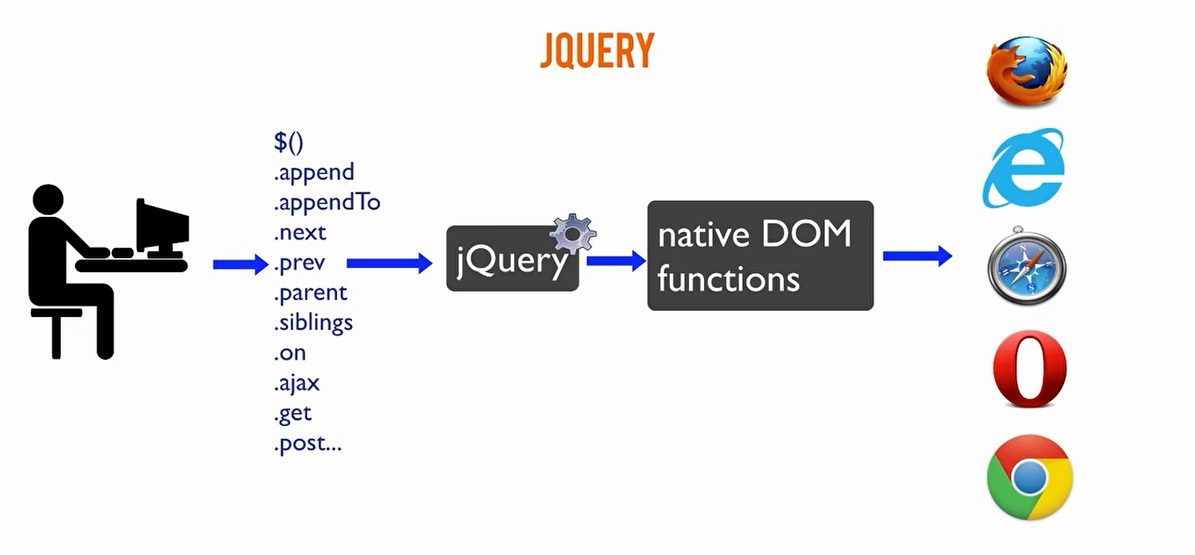 JQUERY
$()
.append
.appendTo
.next
.prev
.parent
.siblings
.on
.ajax
.get
.post...
jQuery
native DOM
functions